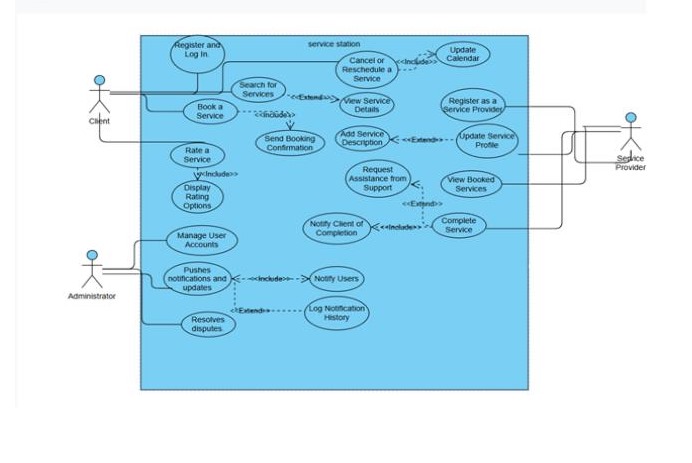 service station
Register and
Log In.
Cancel or
Reschedule a
Service
<<Include>>
Update
Calendar
Search for
Services
<<Extend>>
View Service
Details
Register as a
Service Provider
Client
Book a
Service
<<Include>>
Send Booking
Confirmation
Add Service
Description
<<Extend>>
Update Service
Profile
Service
Provider
Rate a
Service
<<Include>>
Display
Rating
Options
Request
Assistance from
Support
View Booked
Services
<<Extend>>
Notify Client of
Completion
<<Include>>
Complete
Service
Manage User
Accounts
Administrator
Pushes
notifications and
updates
<<Include>>
Notify Users
<<Extend>>
Log Notification
History
Resolves
disputes